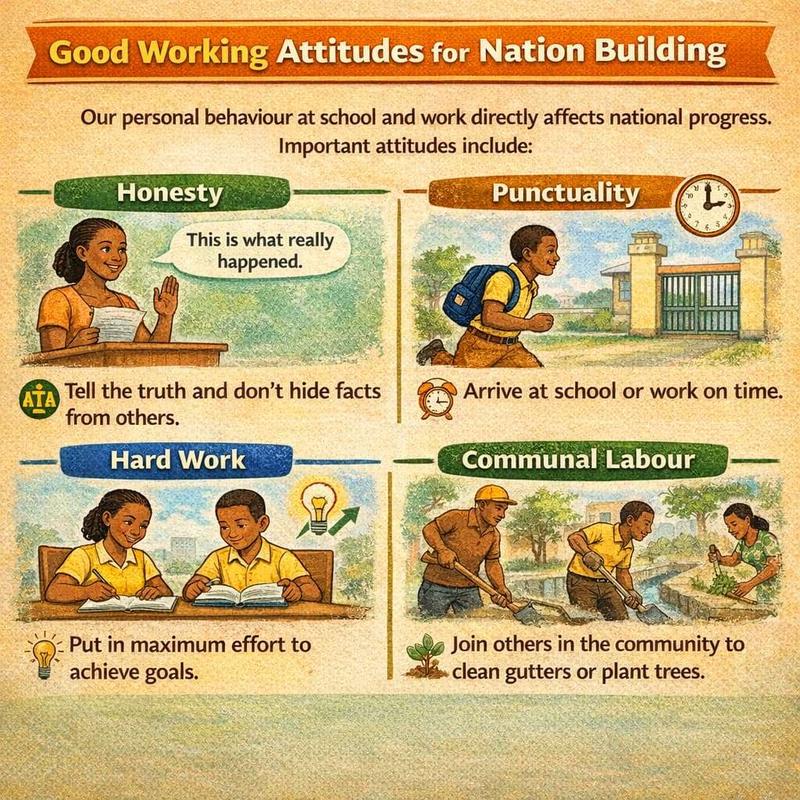 Good Working Attitudes for Nation Building
Our personal behaviour at school and work directly affects national progress.
Important attitudes include:
Honesty
This is what really
happened.
ATA
Tell the truth and don't hide facts
from others.
Punctuality
Arrive at school or work on time.
Hard Work
Put in maximum effort to
achieve goals.
Communal Labour
Join others in the community to
clean gutters or plant trees.